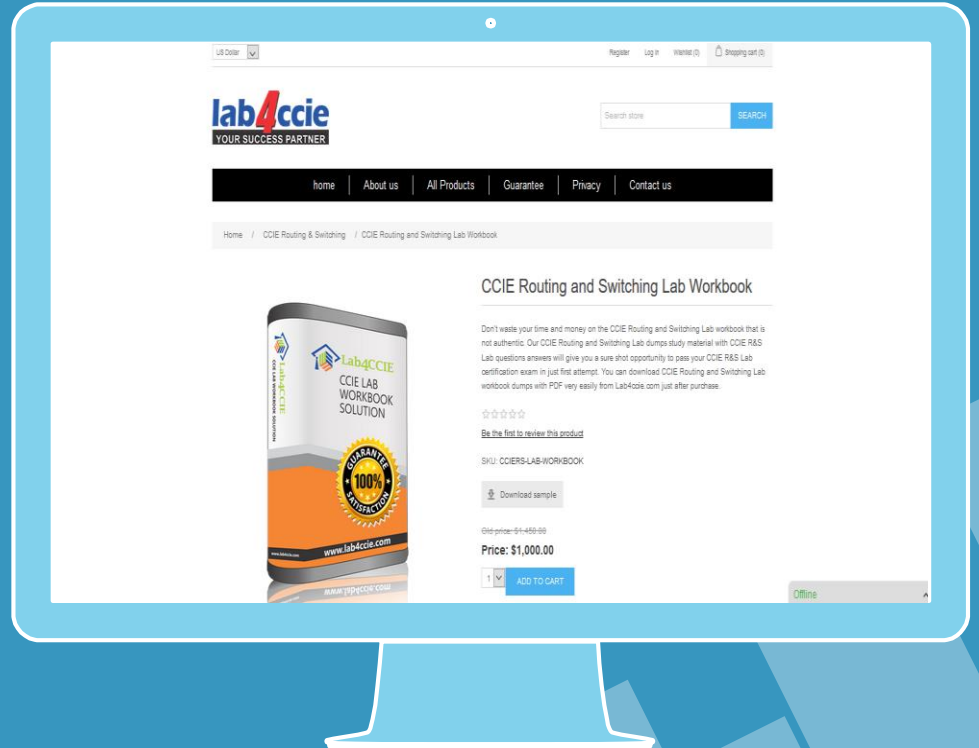 US Dollar
Register Log in Wishlist (0) Shopping cart (0)
lab4ccie
YOUR SUCCESS PARTNER
Search store
SEARCH
home About us All Products Guarantee Privacy Contact us
Home / CCIE Routing & Switching / CCIE Routing and Switching Lab Workbook
CCIE Routing and Switching Lab Workbook
Don't waste your time and money on the CCIE Routing and Switching Lab workbook that is
not authentic. Our CCIE Routing and Switching Lab dumps study material with CCIE R&S
Lab questions answers will give you a sure shot opportunity to pass your CCIE R&S Lab
certification exam in just first attempt. You can download CCIE Routing and Switching Lab
workbook dumps with PDF very easily from Lab4ccie.com just after purchase.
Be the first to review this product
SKU: CCIERS-LAB-WORKBOOK
Download sample
Old price: $1,450.00
Price: $1,000.00
1
ADD TO CART
Lab4CCIE
CCIE LAB WORKBOOK SOLUTION
Lab4CCIE
CCIE LAB
WORKBOOK
SOLUTION
GUARANTEE
100%
SATISFACTION
www.lab4ccie.com
Offline